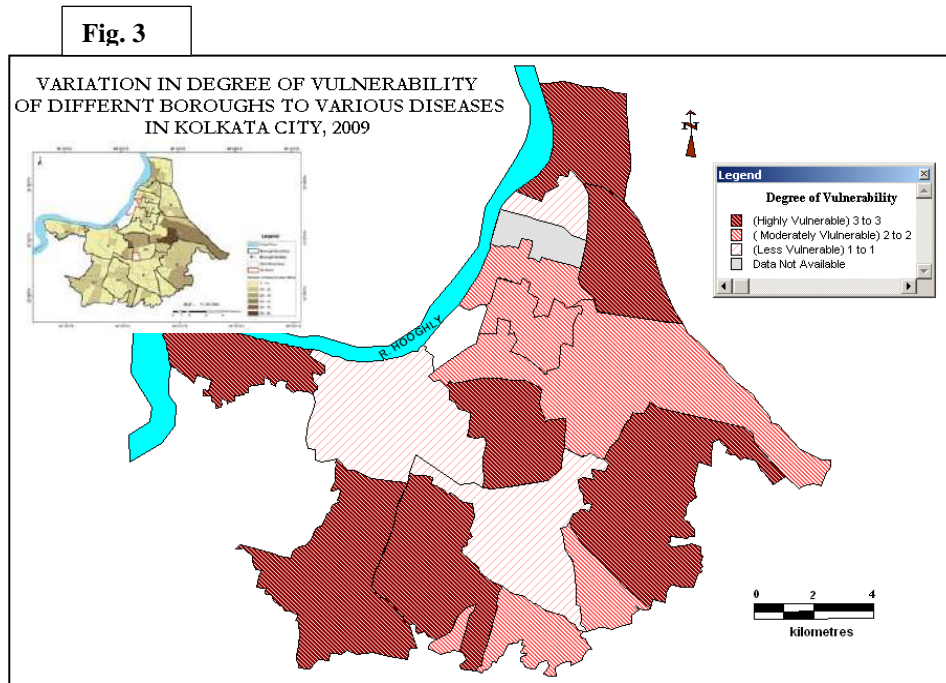 Fig. 3
VARIATION IN DEGREE OF VULNERABILITY
OF DIFFERNT BOROUGHS TO VARIOUS DISEASES
IN KOLKATA CITY, 2009
N
Legend
Degree of Vulnerability
(Highly Vulnerable) 3 to 3
( Moderately Vlulnerable) 2 to 2
(Less Vulnerable) 1 to 1
Data Not Available
Legend
R. HOOGHLY
0 2 4
kilometres